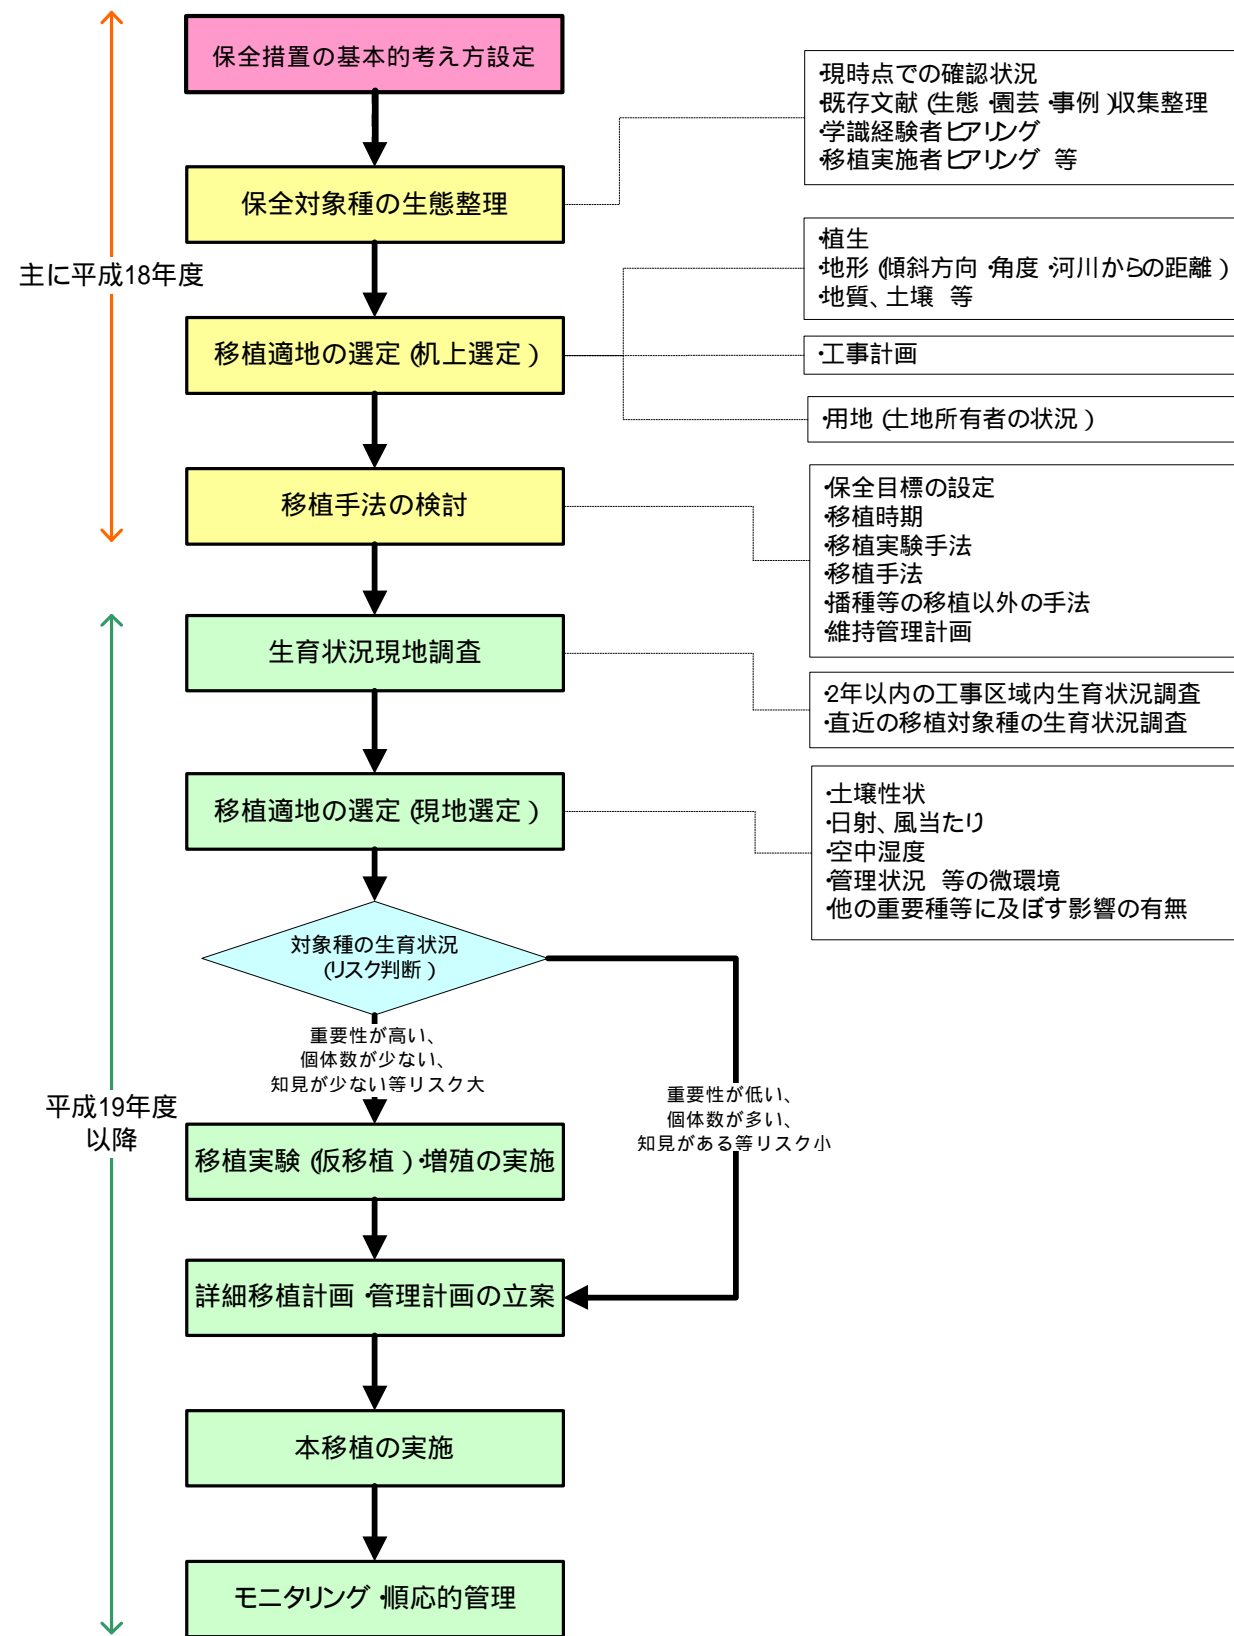 保全措置の基本的考え方設定
・現時点での確認状況
・既存文献(生態・園芸・事例)収集整理
・学識経験者ヒアリング
・移植実施者ヒアリング 等
保全対象種の生態整理
主に平成18年度
・植生
・地形(傾斜方向・角度・河川からの距離)
・地質、土壌 等
移植適地の選定(机上選定)
・工事計画
・用地(土地所有者の状況)
移植手法の検討
・保全目標の設定
・移植時期
・移植実験手法
・移植手法
・播種等の移植以外の手法
・維持管理計画
生育状況現地調査
・2年以内の工事区域内生育状況調査
・直近の移植対象種の生育状況調査
移植適地の選定(現地選定)
・土壌性状
・日射、風当たり
・空中湿度
・管理状況 等の微環境
・他の重要種等に及ぼす影響の有無
対象種の生育状況
(リスク判断)
重要性が高い、
個体数が少ない、
知見が少ない等リスク大
重要性が低い、
個体数が多い、
知見がある等リスク小
平成19年度
以降
移植実験(仮移植)・増殖の実施
詳細移植計画・管理計画の立案
本移植の実施
モニタリング・順応的管理